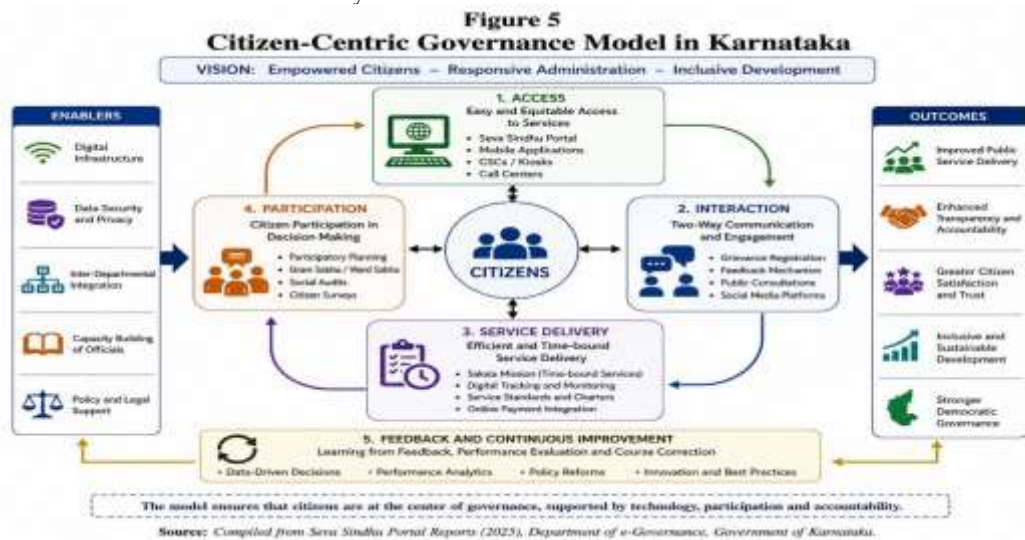 Figure 5
Citizen-Centric Governance Model in Karnataka
VISION: Empowered Citizens – Responsive Administration – Inclusive Development
ENABLERS
Digital
Infrastructure
Data Security
and Privacy
Inter-Departmental
Integration
Capacity Building
of Officials
Policy and Legal
Support
1. ACCESS
Easy and Equitable Access
to Services
• Seva Sindhu Portal
• Mobile Applications
• CSCs / Kiosks
• Call Centers
4. PARTICIPATION
Citizen Participation in
Decision-Making
• Participatory Planning
• Gram Sabha / Ward Sabha
• Social Audits
• Citizen Surveys
CITIZENS
2. INTERACTION
Two-Way Communication
and Engagement
• Grievance Registration
• Feedback Mechanism
• Public Consultations
• Social Media Platforms
3. SERVICE DELIVERY
Efficient and Time-bound
Service Delivery
• Sakala Mission (Time-bound Services)
• Digital Tracking and Monitoring
• Service Standards and Charters
• Online Payment Integration
OUTCOMES
Improved Public
Service Delivery
Enhanced
Transparency and
Accountability
Greater Citizen
Satisfaction
and Trust
Inclusive and
Sustainable
Development
Stronger
Democratic
Governance
5. FEEDBACK AND CONTINUOUS IMPROVEMENT
Learning from Feedback, Performance Evaluation and Course Correction
• Data-Driven Decisions • Performance Analytics • Policy Reforms • Innovation and Best Practices
The model ensures that citizens are at the center of governance, supported by technology, participation and accountability.
Source: Compiled from Seva Sindhu Portal Reports (2025), Department of e-Governance, Government of Karnataka.